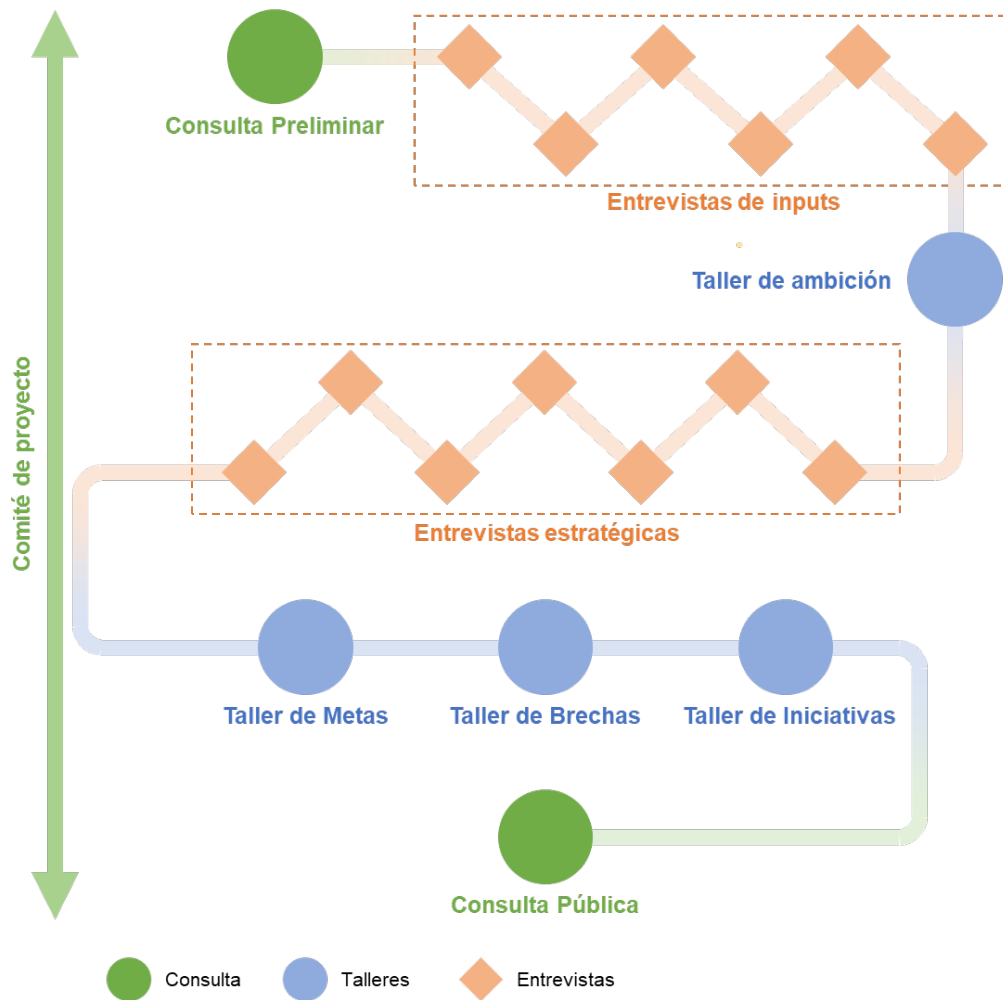 Consulta Preliminar
Entrevistas de inputs
Taller de ambición
Comité de proyecto
Entrevistas estratégicas
Taller de Metas
Taller de Brechas
Taller de Iniciativas
Consulta Pública
Consulta
Talleres
Entrevistas